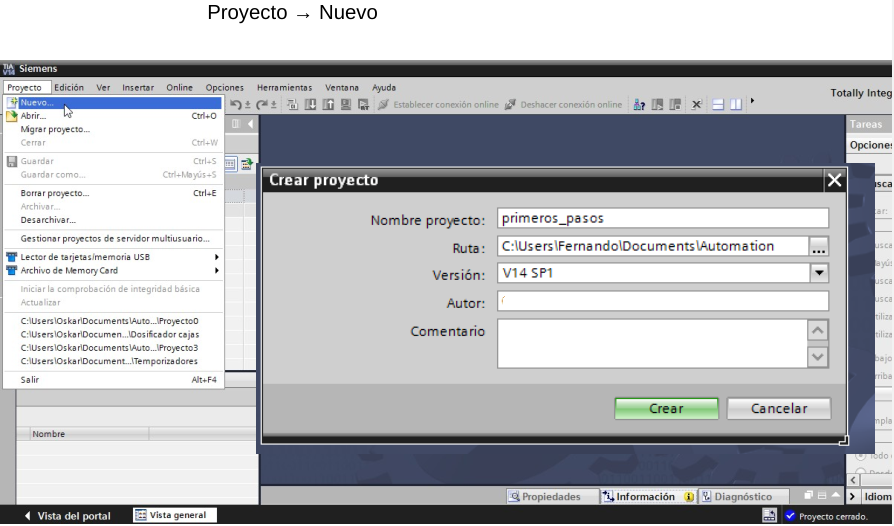 Proyecto → Nuevo
TIA V14 Siemens
Proyecto Edición Ver Insertar Online Opciones Herramientas Ventana Ayuda
Nuevo...
Establecer conexión online Deshacer conexión online
Totally Integ
Abrir... Ctrl+O
Migrar proyecto...
Cerrar Ctrl+W
Guardar Ctrl+S
Guardar como... Ctrl+Mayús+S
Borrar proyecto... Ctrl+E
Archivar...
Desarchivar...
Gestionar proyectos de servidor multiusuario...
Lector de tarjetas/memoria USB
Archivo de Memory Card
Iniciar la comprobación de integridad básica
Actualizar
C:\Users\Oskar\Documents\Auto...\Proyecto0
C:\Users\Oskar\Documen...\Dosificador cajas
C:\Users\Oskar\Documents\Auto...\Proyecto3
C:\Users\Oskar\Document...\Temporizadores
Salir Alt+F4
Crear proyecto
Nombre proyecto: primeros_pasos
Ruta: C:\Users\Fernando\Documents\Automation ...
Versión: V14 SP1
Autor:
Comentario
Crear Cancelar
Tareas
Opciones
Nombre
Propiedades Información Diagnóstico
Idiom
Vista del portal Vista general
Proyecto cerrado.